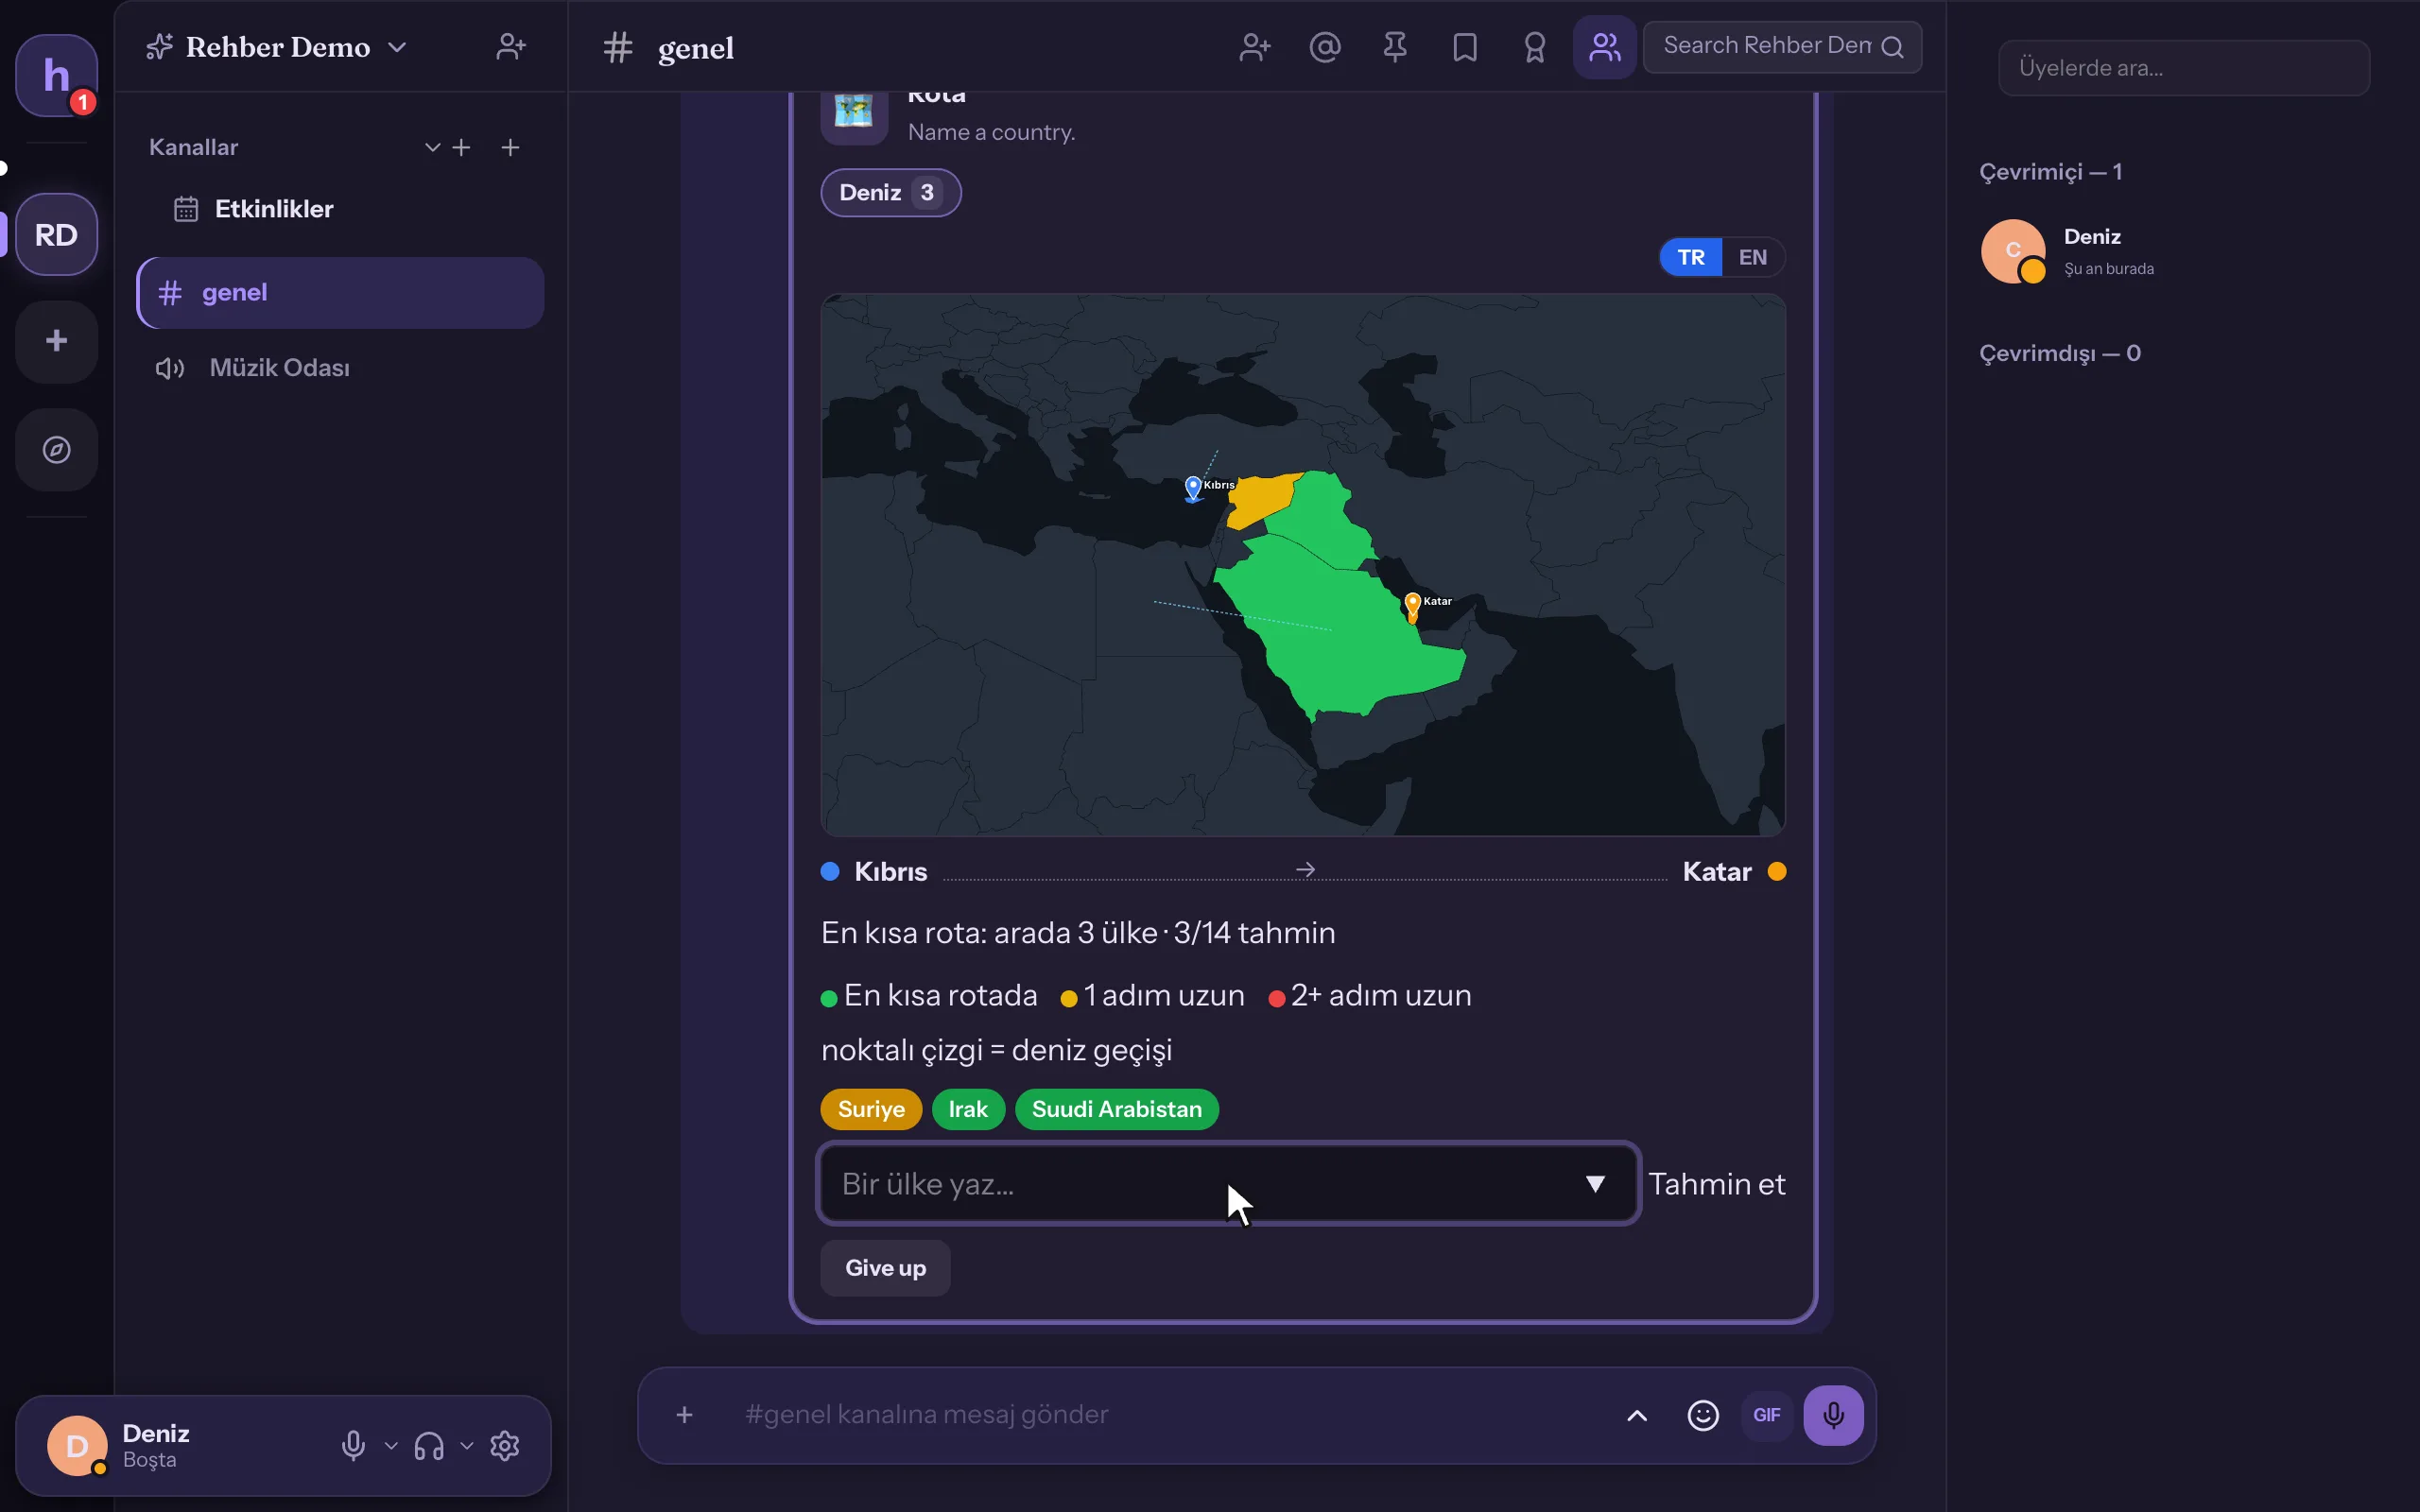 h
1
RD
Rehber Demo
Kanallar
Etkinlikler
genel
Müzik Odası
D
Deniz
Boşta
genel
Search Rehber Dem
Rota
Name a country.
Deniz 3
TR EN
Kıbrıs
Katar
Kıbrıs → Katar
En kısa rota: arada 3 ülke · 3/14 tahmin
En kısa rotada 1 adım uzun 2+ adım uzun
noktalı çizgi = deniz geçişi
Suriye Irak Suudi Arabistan
Bir ülke yaz... Tahmin et
Give up
#genel kanalına mesaj gönder
GIF
Üyelerde ara...
Çevrimiçi — 1
C
Deniz
Şu an burada
Çevrimdışı — 0